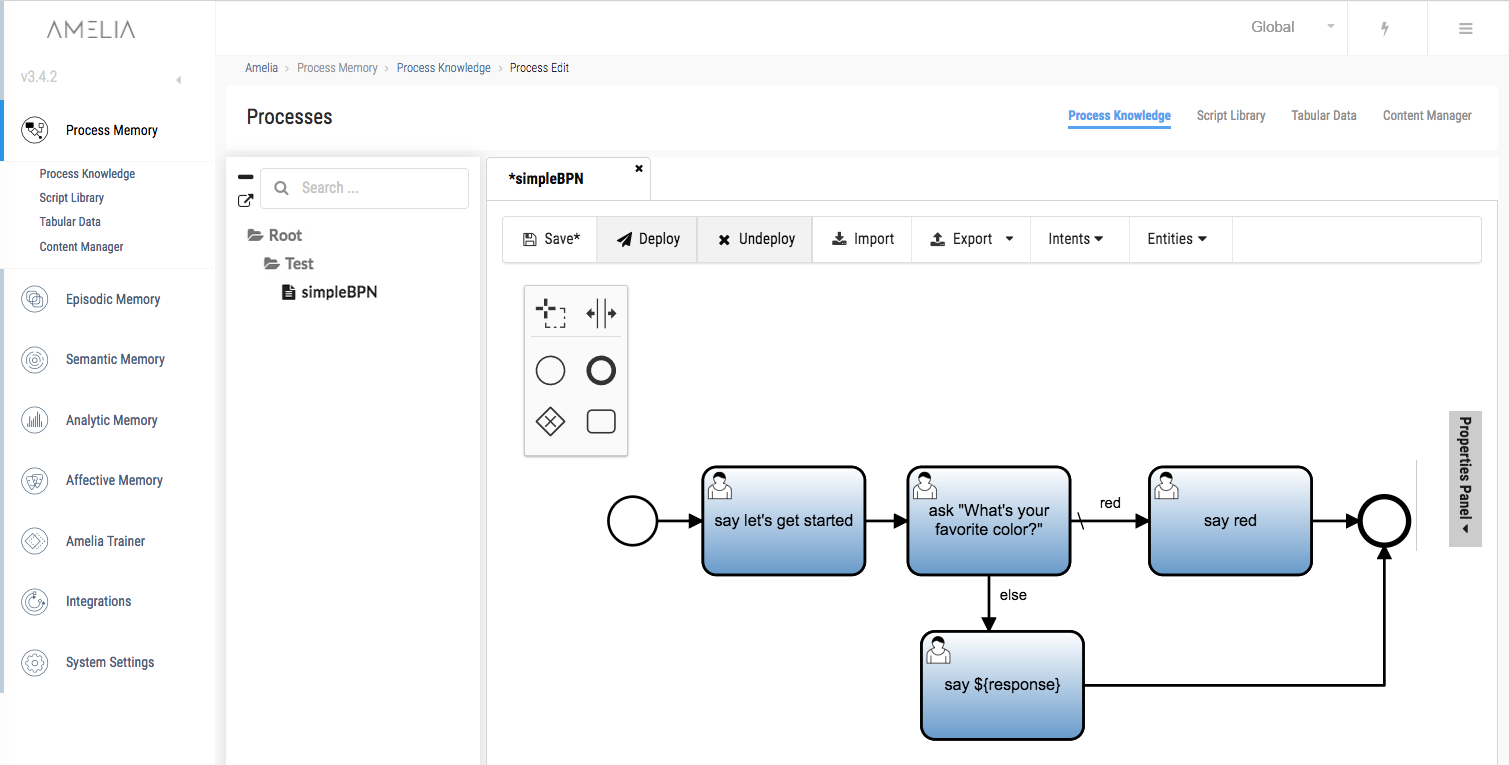 AMELIA
Global
v3.4.2
Amelia › Process Memory › Process Knowledge › Process Edit
Process Memory
Process Knowledge
Script Library
Tabular Data
Content Manager
Episodic Memory
Semantic Memory
Analytic Memory
Affective Memory
Amelia Trainer
Integrations
System Settings
Processes
Process Knowledge Script Library Tabular Data Content Manager
Search ...
Root
Test
simpleBPN
*simpleBPN
Save* Deploy Undeploy Import Export Intents Entities
say let's get started
ask "What's your
favorite color?"
red
say red
else
say ${response}
Properties Panel